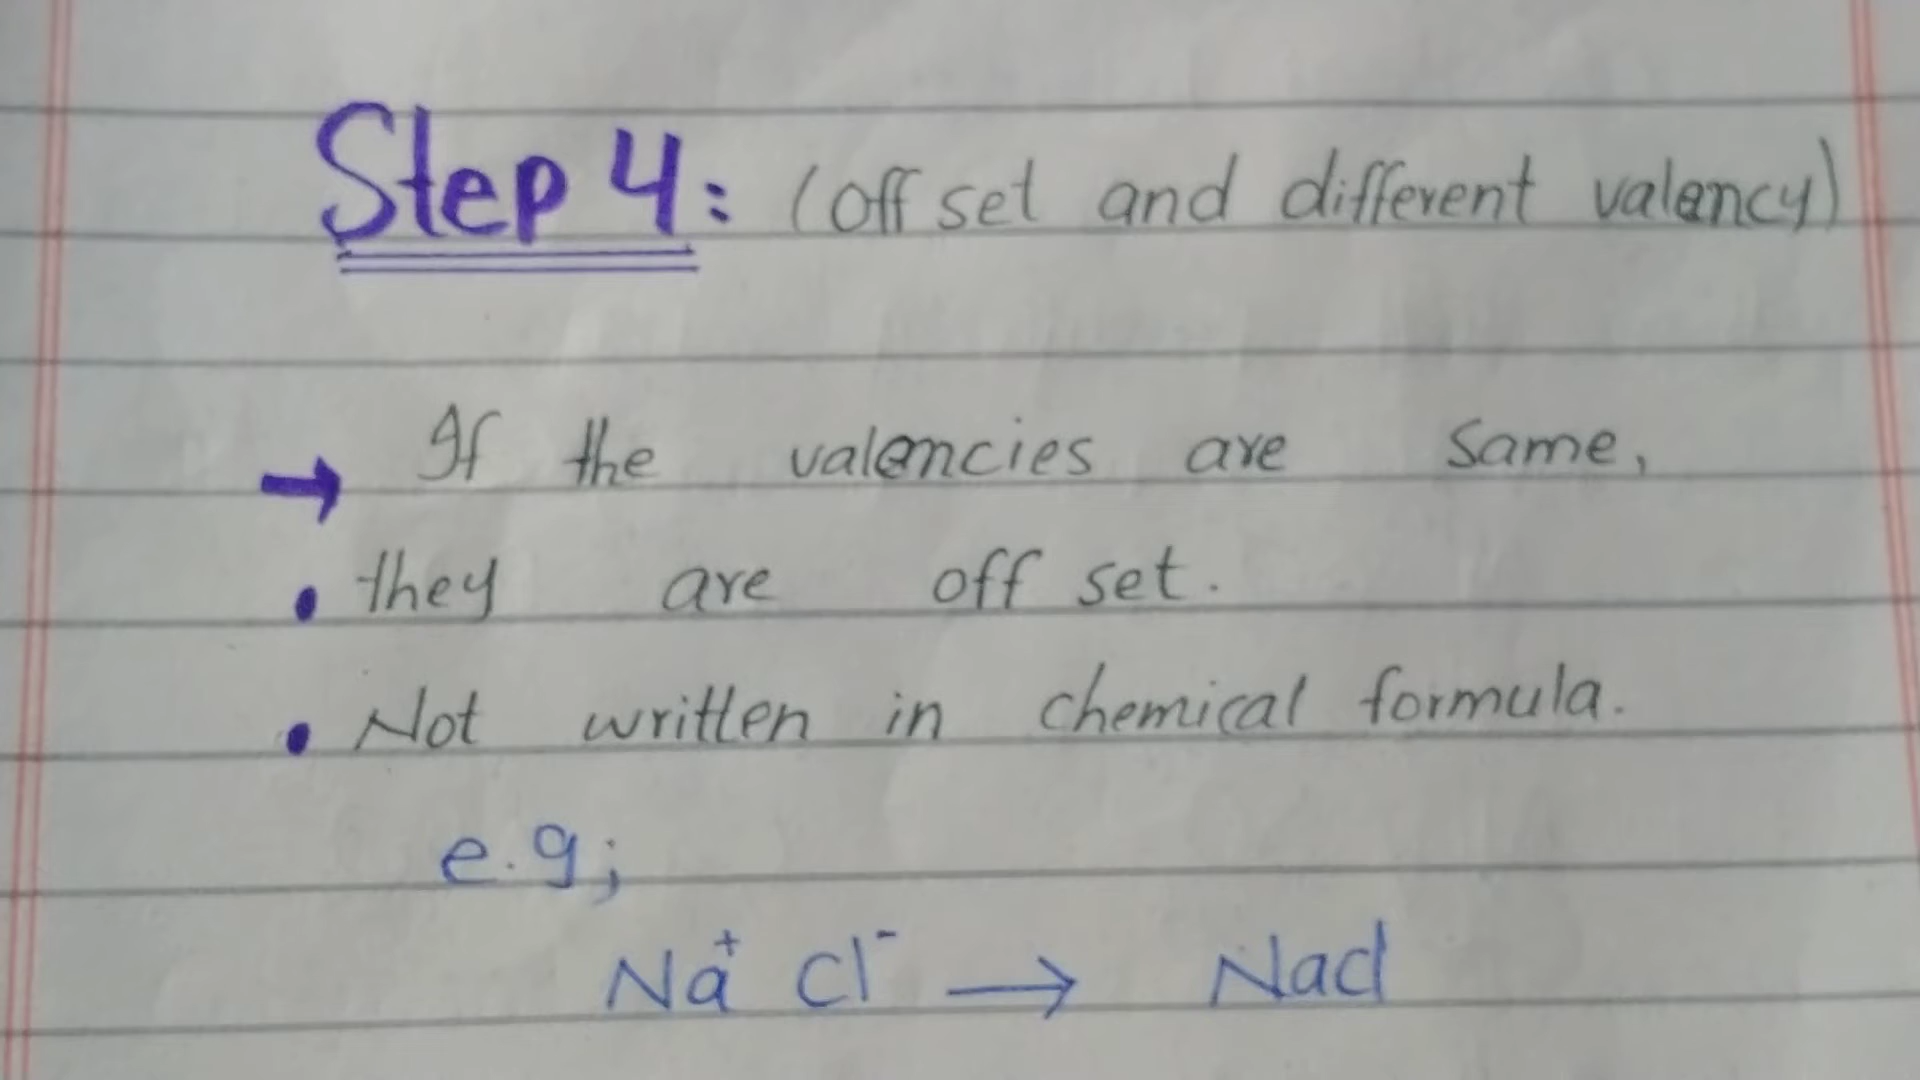 Step 4: (off set and different valency)
If the valencies are same,
• they are off set.
• Not written in chemical formula.
e.g;
Na⁺ Cl⁻ → Nacl